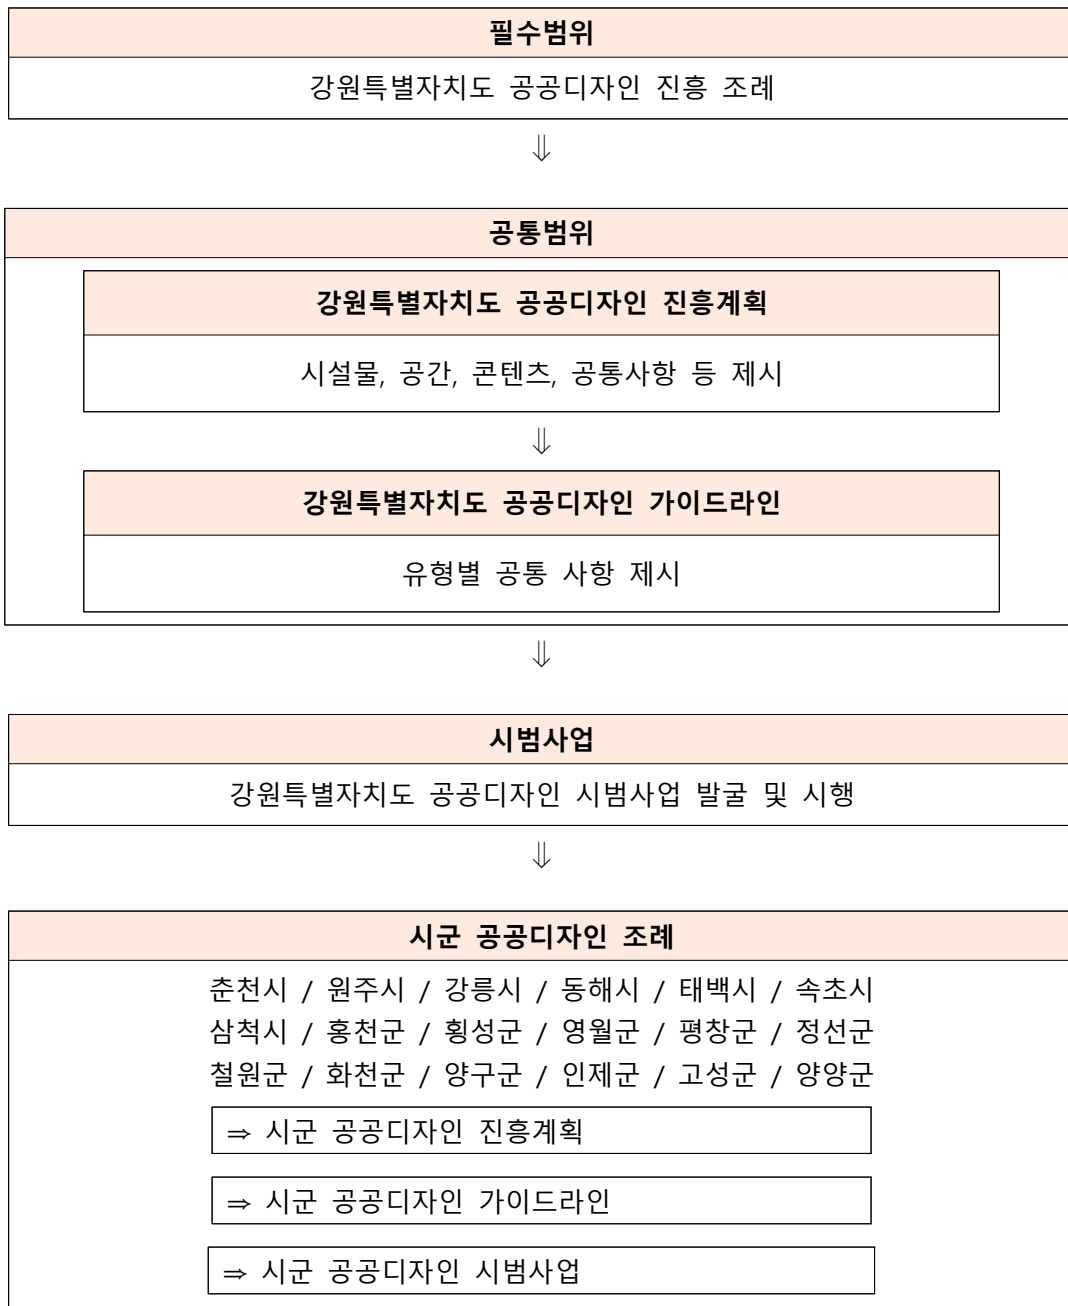 필수범위
강원특별자치도 공공디자인 진흥 조례
⇓
공통범위
강원특별자치도 공공디자인 진흥계획
시설물, 공간, 콘텐츠, 공통사항 등 제시
⇓
강원특별자치도 공공디자인 가이드라인
유형별 공통 사항 제시
⇓
시범사업
강원특별자치도 공공디자인 시범사업 발굴 및 시행
⇓
시군 공공디자인 조례
춘천시 / 원주시 / 강릉시 / 동해시 / 태백시 / 속초시
삼척시 / 홍천군 / 횡성군 / 영월군 / 평창군 / 정선군
철원군 / 화천군 / 양구군 / 인제군 / 고성군 / 양양군
⇒ 시군 공공디자인 진흥계획
⇒ 시군 공공디자인 가이드라인
⇒ 시군 공공디자인 시범사업